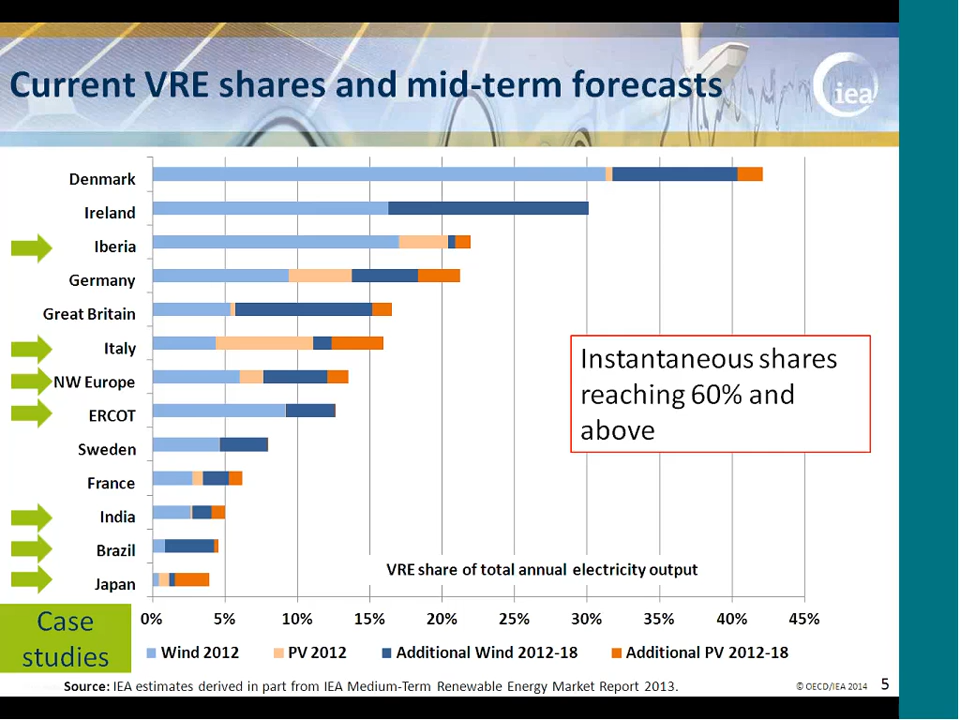 Current VRE shares and mid-term forecasts
iea
Denmark
Ireland
Iberia
Germany
Great Britain
Italy
NW Europe
ERCOT
Sweden
France
India
Brazil
Japan
Instantaneous shares
reaching 60% and
above
VRE share of total annual electricity output
0% 5% 10% 15% 20% 25% 30% 35% 40% 45%
Case
studies
Wind 2012 PV 2012 Additional Wind 2012-18 Additional PV 2012-18
Source: IEA estimates derived in part from IEA Medium-Term Renewable Energy Market Report 2013.
© OECD/IEA 2014 5